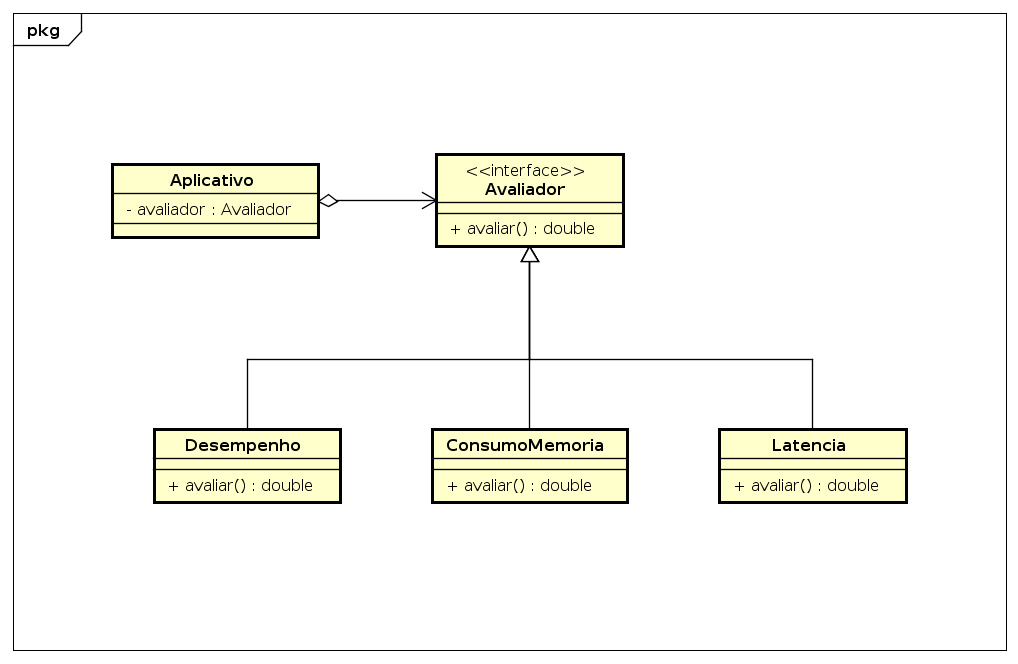 pkg
Aplicativo
- avaliador : Avaliador
<<interface>>
Avaliador
+ avaliar() : double
Desempenho
+ avaliar() : double
ConsumoMemoria
+ avaliar() : double
Latencia
+ avaliar() : double